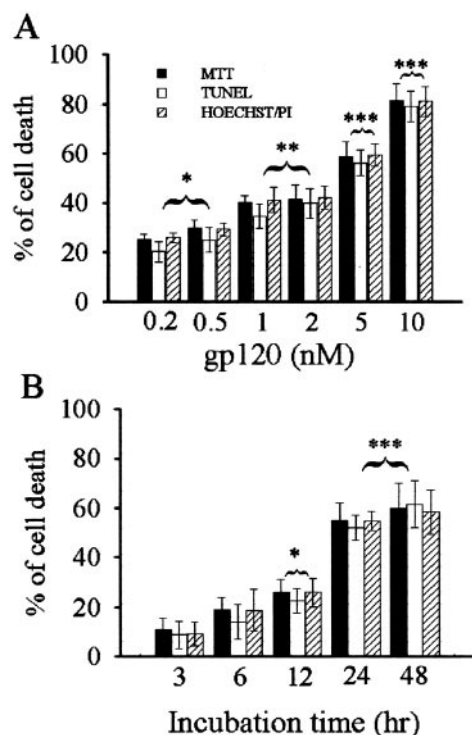 A
100
80
60
40
20
0
% of cell death
MTT
TUNEL
HOECHST/PI
*
**
***
***
0.2 0.5 1 2 5 10
gp120 (nM)
B
100
80
60
40
20
0
% of cell death
*
***
3 6 12 24 48
Incubation time (hr)